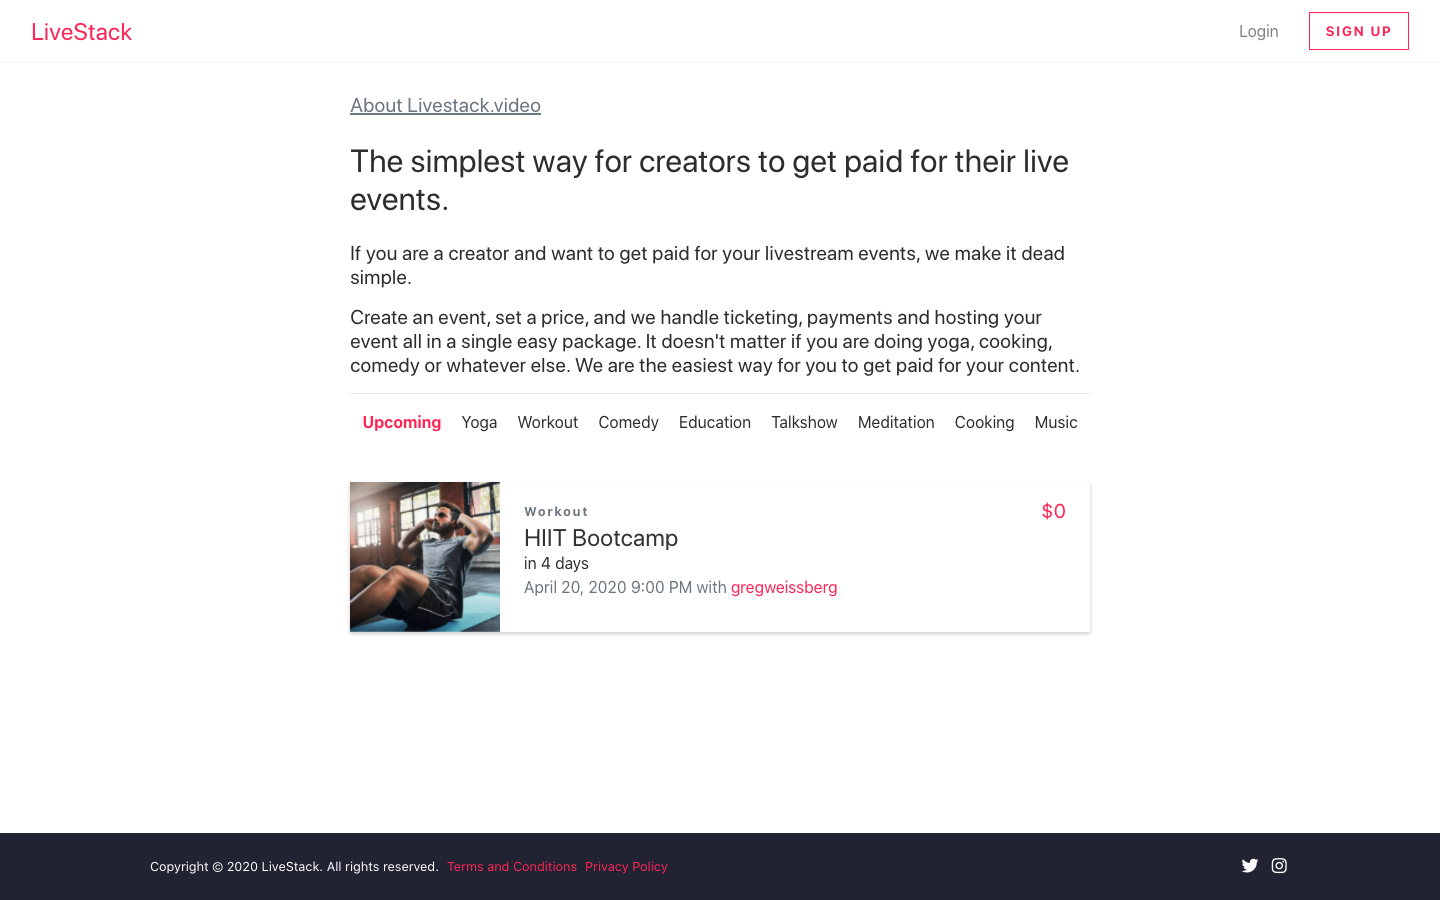 LiveStack
Login
SIGN UP
About Livestack.video
The simplest way for creators to get paid for their live
events.
If you are a creator and want to get paid for your livestream events, we make it dead
simple.
Create an event, set a price, and we handle ticketing, payments and hosting your
event all in a single easy package. It doesn't matter if you are doing yoga, cooking,
comedy or whatever else. We are the easiest way for you to get paid for your content.
Upcoming Yoga Workout Comedy Education Talkshow Meditation Cooking Music
Workout
$0
HIIT Bootcamp
in 4 days
April 20, 2020 9:00 PM with gregweissberg
Copyright © 2020 LiveStack. All rights reserved. Terms and Conditions Privacy Policy